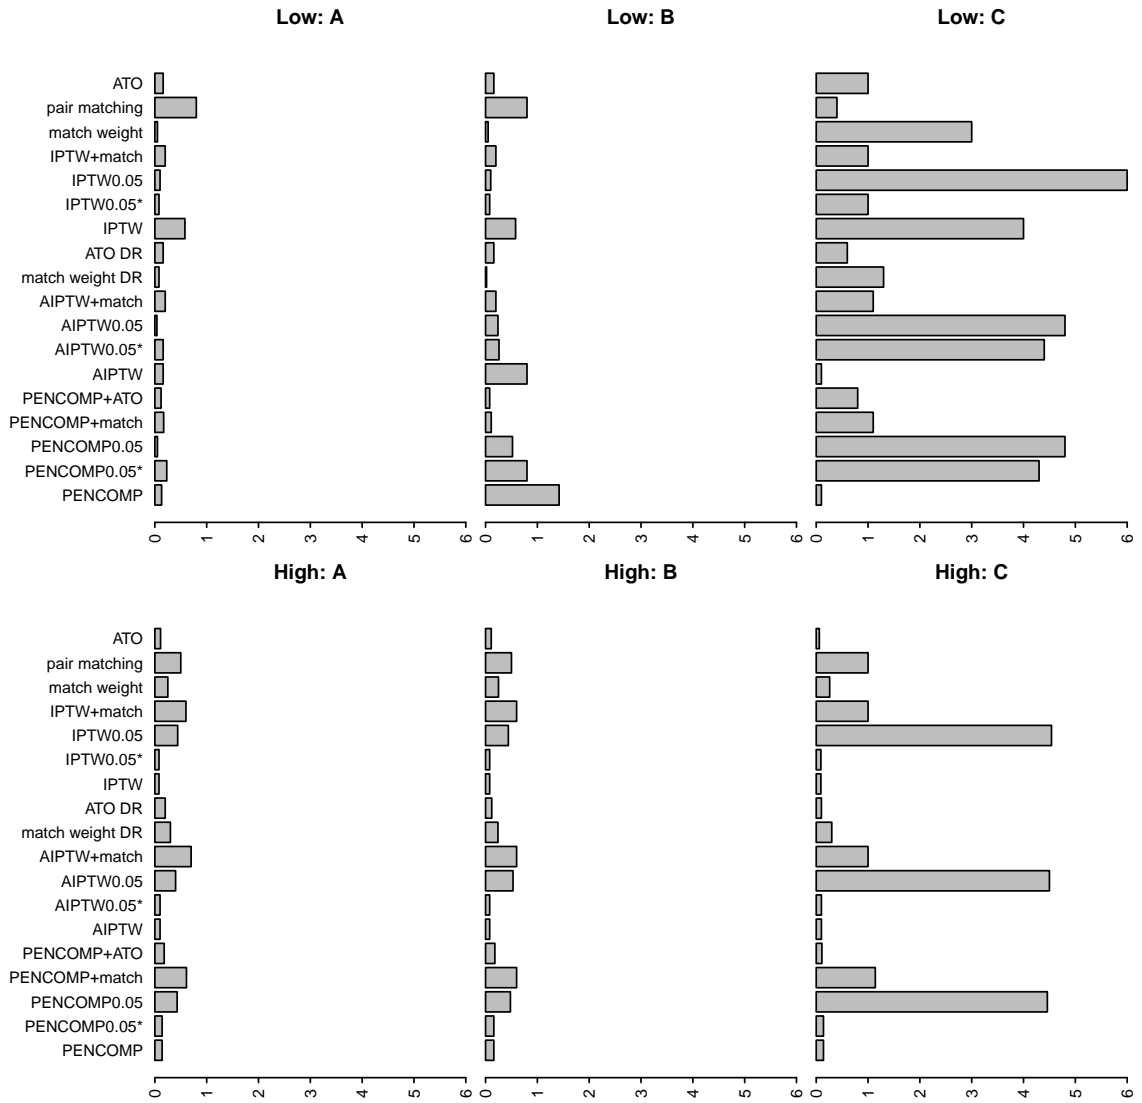 Low: A Low: B Low: C
ATO
pair matching
match weight
IPTW+match
IPTW0.05
IPTW0.05*
IPTW
ATO DR
match weight DR
AIPTW+match
AIPTW0.05
AIPTW0.05*
AIPTW
PENCOMP+ATO
PENCOMP+match
PENCOMP0.05
PENCOMP0.05*
PENCOMP
0 1 2 3 4 5 6 0 1 2 3 4 5 6 0 1 2 3 4 5 6
High: A High: B High: C
ATO
pair matching
match weight
IPTW+match
IPTW0.05
IPTW0.05*
IPTW
ATO DR
match weight DR
AIPTW+match
AIPTW0.05
AIPTW0.05*
AIPTW
PENCOMP+ATO
PENCOMP+match
PENCOMP0.05
PENCOMP0.05*
PENCOMP
0 1 2 3 4 5 6 0 1 2 3 4 5 6 0 1 2 3 4 5 6